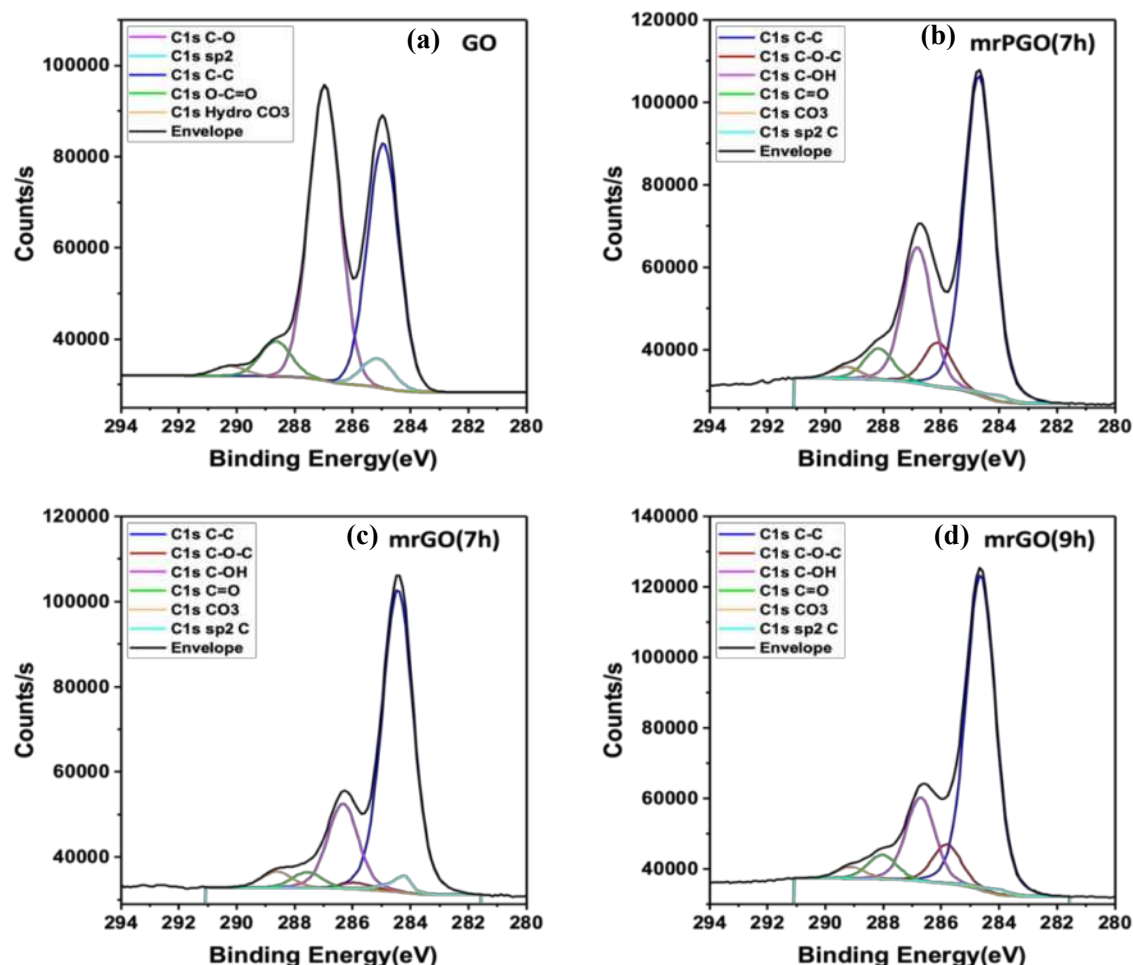 (a) GO
C1s C-O
C1s sp2
C1s C-C
C1s O-C=O
C1s Hydro CO3
Envelope
100000
80000
60000
40000
Counts/s
294 292 290 288 286 284 282 280
Binding Energy(eV)
(b) mrPGO(7h)
C1s C-C
C1s C-O-C
C1s C-OH
C1s C=O
C1s CO3
C1s sp2 C
Envelope
120000
100000
80000
60000
40000
Counts/s
294 292 290 288 286 284 282 280
Binding Energy(eV)
(c) mrGO(7h)
C1s C-C
C1s C-O-C
C1s C-OH
C1s C=O
C1s CO3
C1s sp2 C
Envelope
120000
100000
80000
60000
40000
Counts/s
294 292 290 288 286 284 282 280
Binding Energy(eV)
(d) mrGO(9h)
C1s C-C
C1s C-O-C
C1s C-OH
C1s C=O
C1s CO3
C1s sp2 C
Envelope
140000
120000
100000
80000
60000
40000
Counts/s
294 292 290 288 286 284 282 280
Binding Energy(eV)